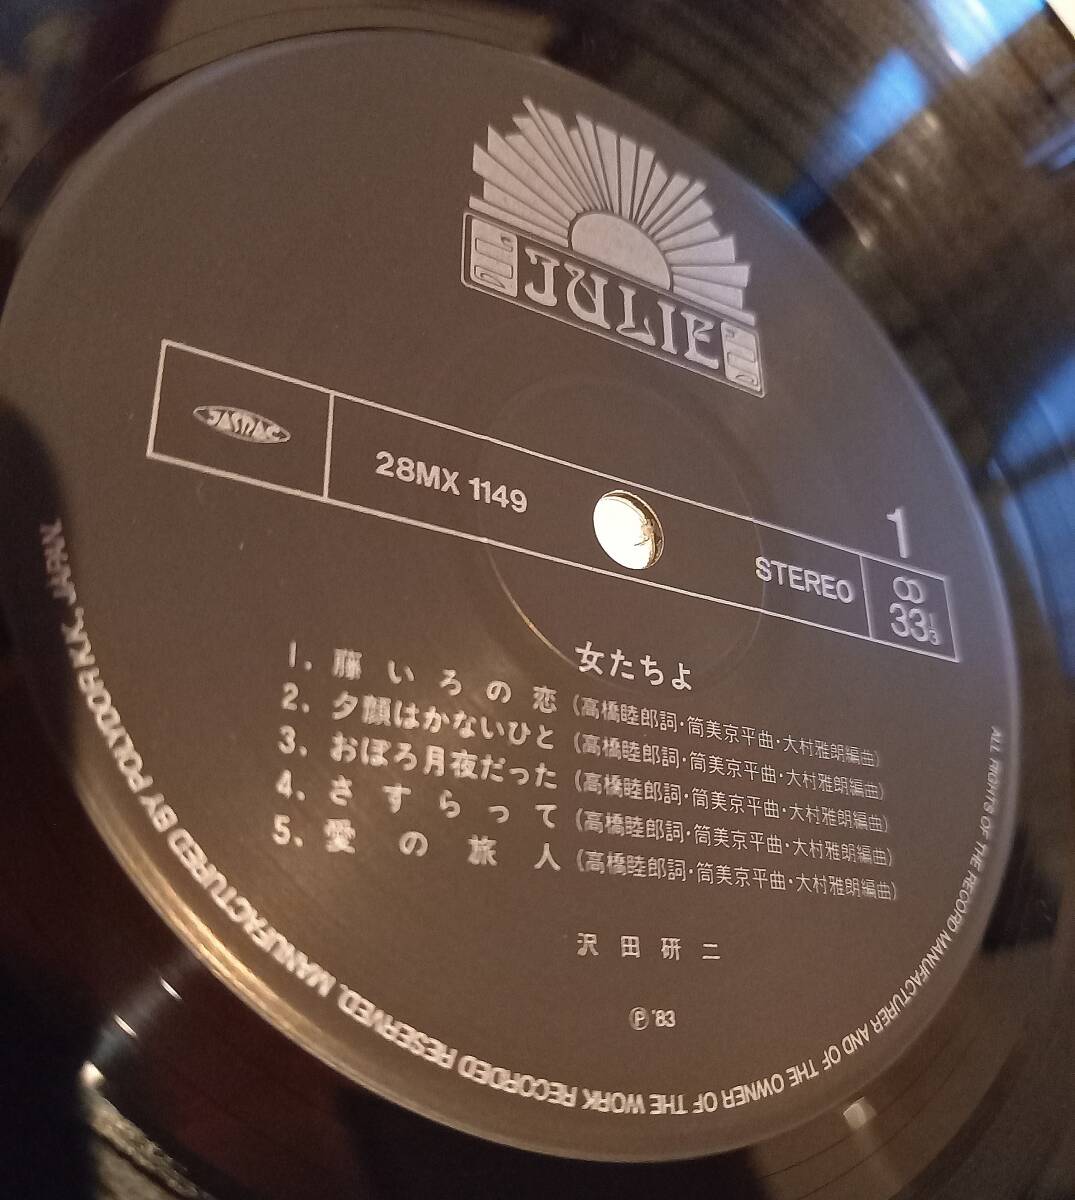 JULIE
JASRAC
28MX 1149
STEREO
1
33 1/3
女たちよ
1. 藤いろの恋 (高橋睦郎詞・筒美京平曲・大村雅朗編曲)
2. 夕顔はかないひと (高橋睦郎詞・筒美京平曲・大村雅朗編曲)
3. おぼろ月夜だった (高橋睦郎詞・筒美京平曲・大村雅朗編曲)
4. さすらって (高橋睦郎詞・筒美京平曲・大村雅朗編曲)
5. 愛の旅人 (高橋睦郎詞・筒美京平曲・大村雅朗編曲)
沢田研二
Ⓟ '83
ALL RIGHTS OF THE RECORD MANUFACTURER AND OF THE OWNER OF THE WORK RECORDED RESERVED. MANUFACTURED BY POLYDOR K.K. JAPAN